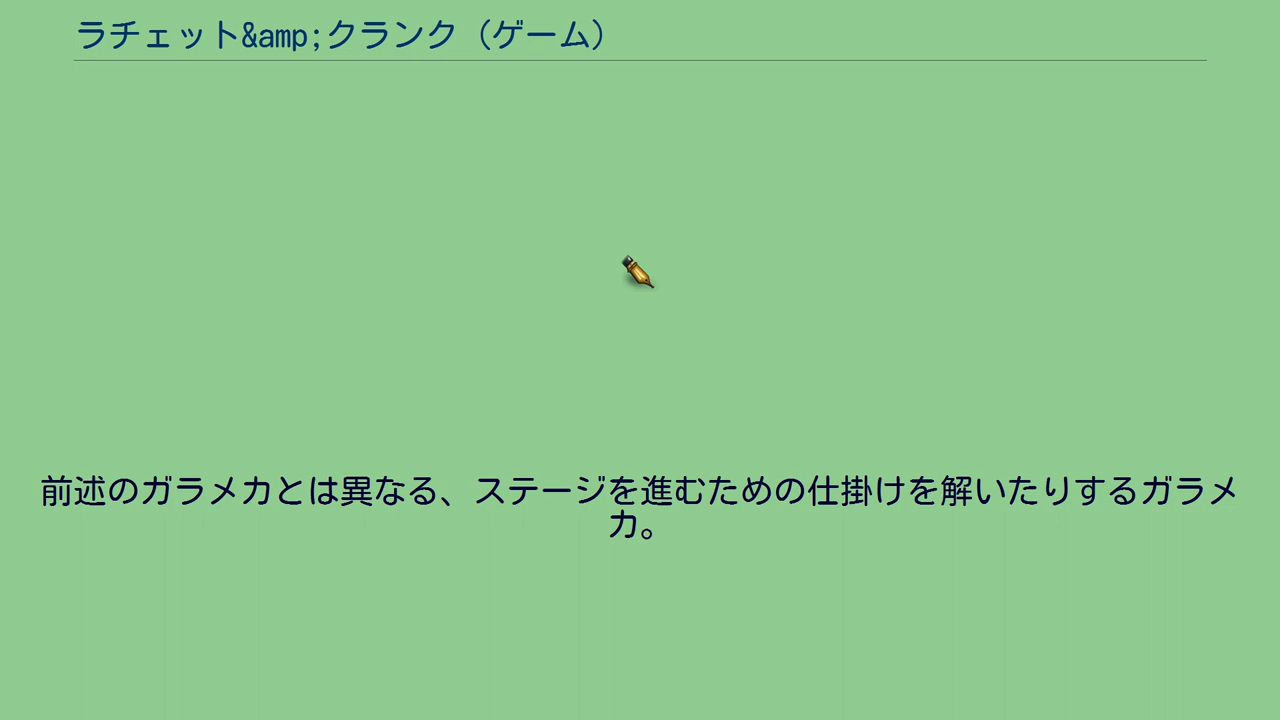 ラチェット&amp;クランク（ゲーム）
前述のガラメカとは異なる、ステージを進むための仕掛けを解いたりするガラメ
カ。